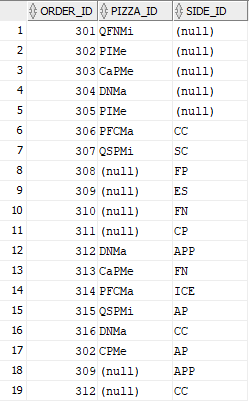 ORDER_ID PIZZA_ID SIDE_ID
1 301 QFNMi (null)
2 302 PIMe (null)
3 303 CaPMe (null)
4 304 DNMa (null)
5 305 PIMe (null)
6 306 PFCMa CC
7 307 QSPMi SC
8 308 (null) FP
9 309 (null) ES
10 310 (null) FN
11 311 (null) CP
12 312 DNMa APP
13 313 CaPMe FN
14 314 PFCMa ICE
15 315 QSPMi AP
16 316 DNMa CC
17 302 CPMe AP
18 309 (null) APP
19 312 (null) CC